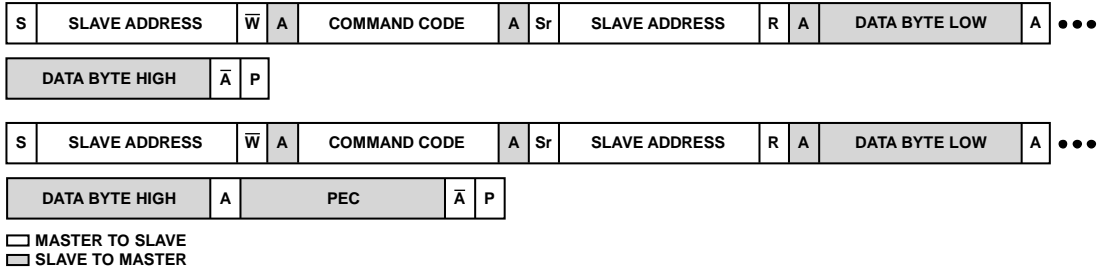 S SLAVE ADDRESS W̅ A COMMAND CODE A Sr SLAVE ADDRESS R A DATA BYTE LOW A •••
DATA BYTE HIGH A̅ P
S SLAVE ADDRESS W̅ A COMMAND CODE A Sr SLAVE ADDRESS R A DATA BYTE LOW A •••
DATA BYTE HIGH A PEC A̅ P
MASTER TO SLAVE
SLAVE TO MASTER